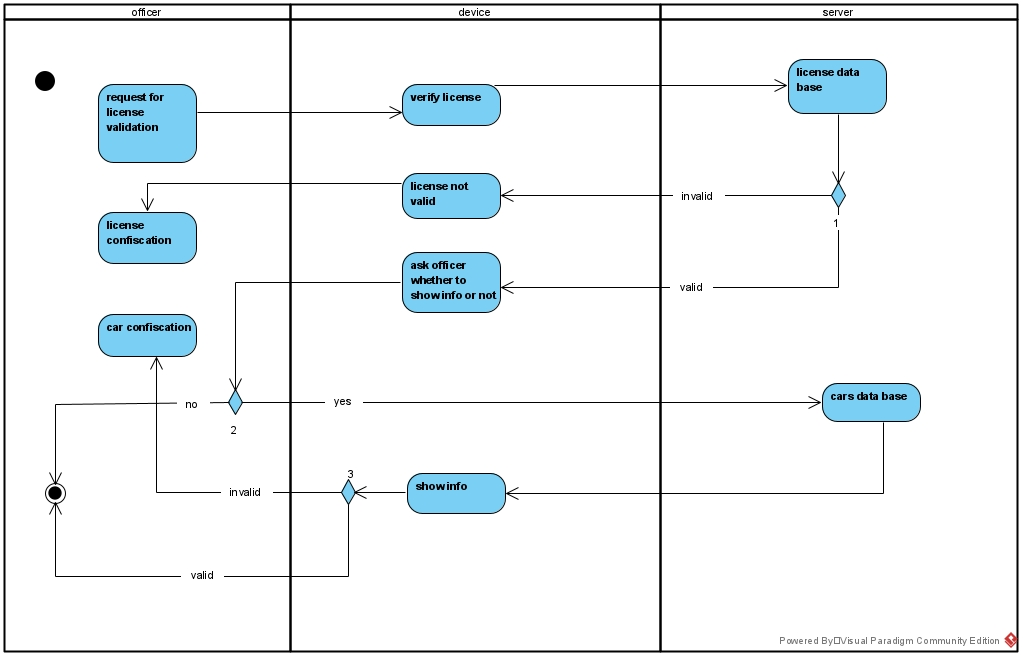 officer
device
server
request for
license
validation
verify license
license data
base
license not
valid
invalid
1
license
confiscation
ask officer
whether to
show info or not
valid
car confiscation
no
2
yes
cars data base
3
invalid
show info
valid
Powered By□Visual Paradigm Community Edition